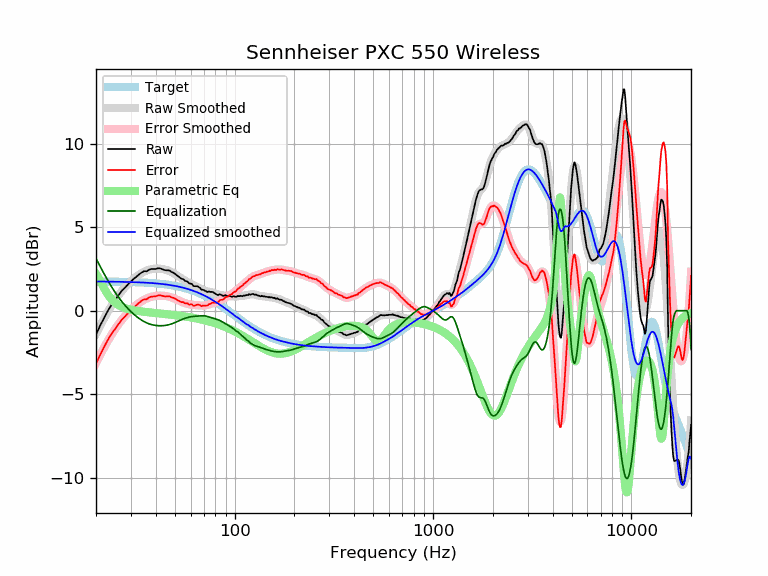 Sennheiser PXC 550 Wireless
Target
Raw Smoothed
Error Smoothed
Raw
Error
Parametric Eq
Equalization
Equalized smoothed
10
5
0
−5
−10
Amplitude (dBr)
100
1000
10000
Frequency (Hz)